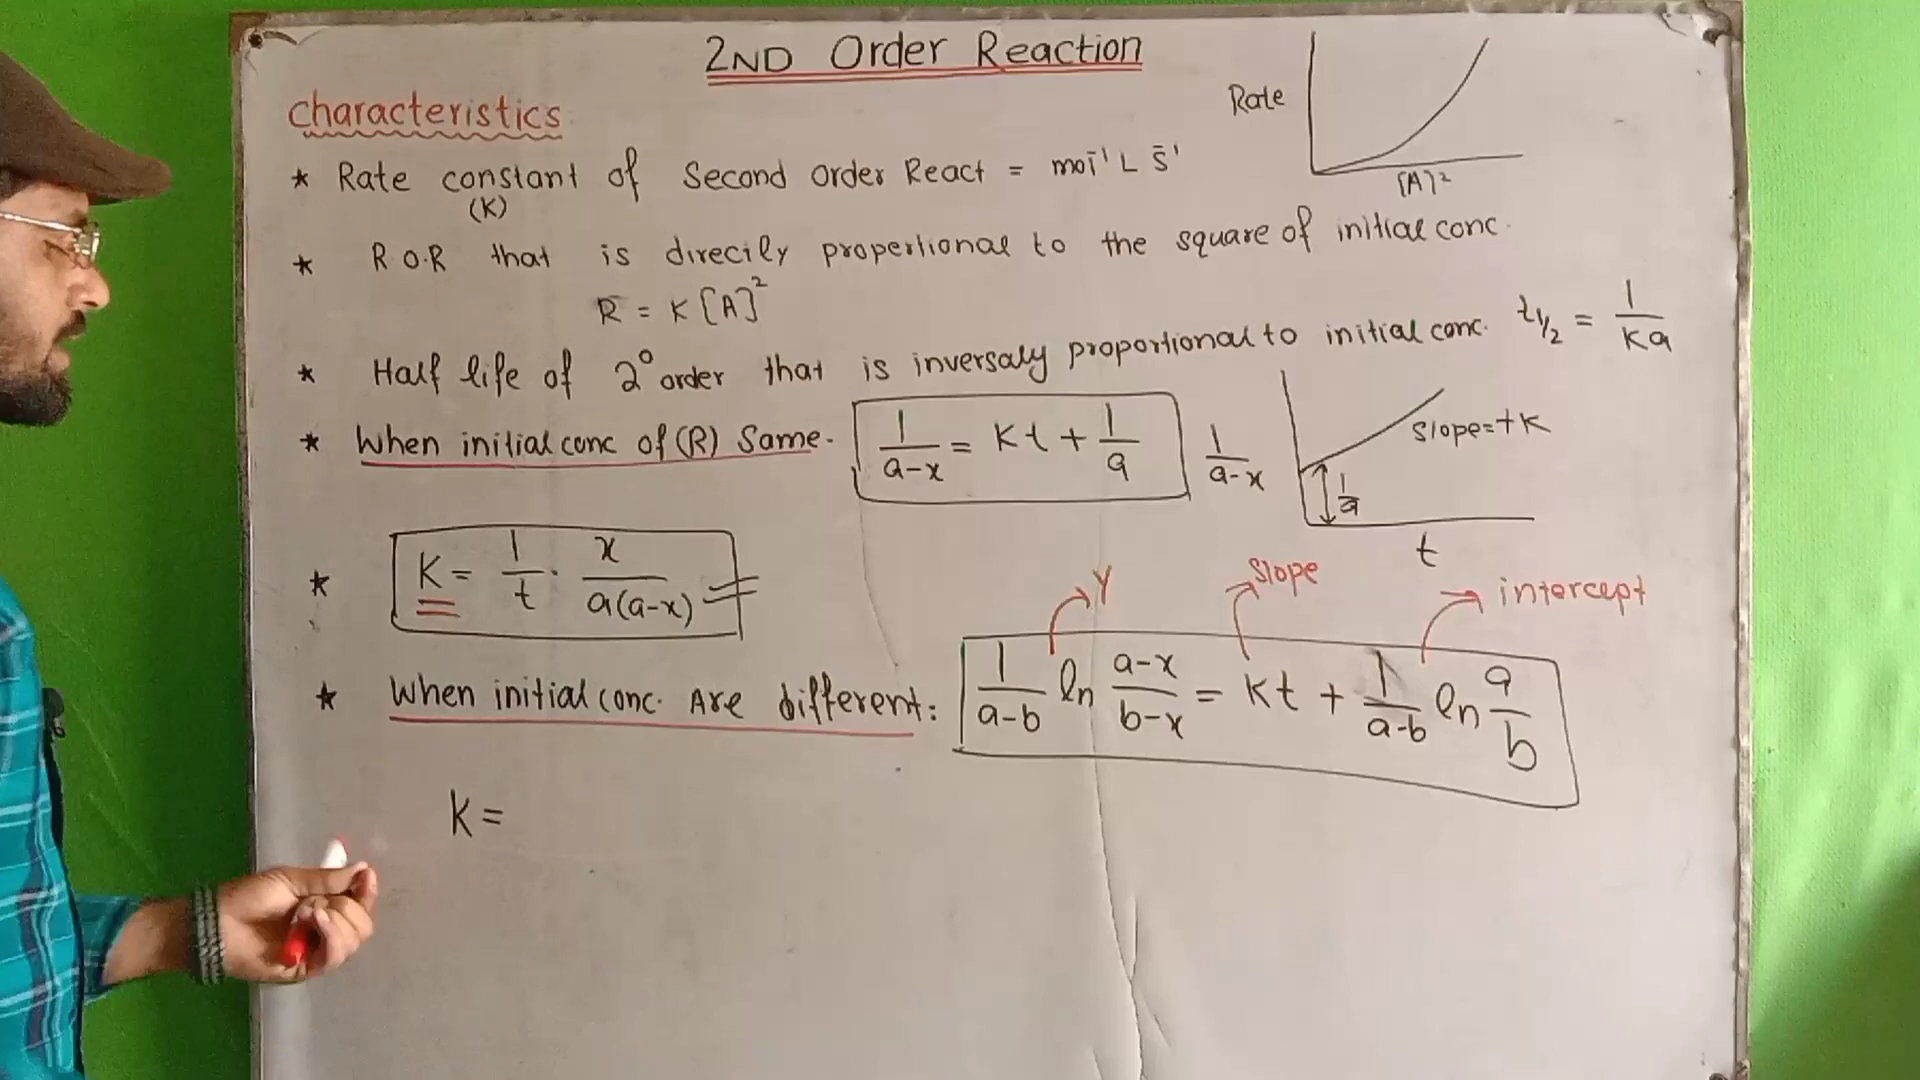 2ND Order Reaction
Characteristics:
Rate
[A]²
* Rate constant of Second Order React = mol⁻¹ L S⁻¹
(K)
* R.O.R that is direcily propertional to the square of initial conc.
R = K [A]²
* Half life of 2° order that is inversaly proportional to initial conc. t1/2 = 1/Ka
* When initial conc of (R) Same. 1/(a-x) = Kt + 1/a
1/(a-x)
Slope=+K
1/a
t
* K = 1/t · x/a(a-x)
Y
Slope
intercept
* When initial conc. Are different: 1/(a-b) ln (a-x)/(b-x) = Kt + 1/(a-b) ln a/b
K =